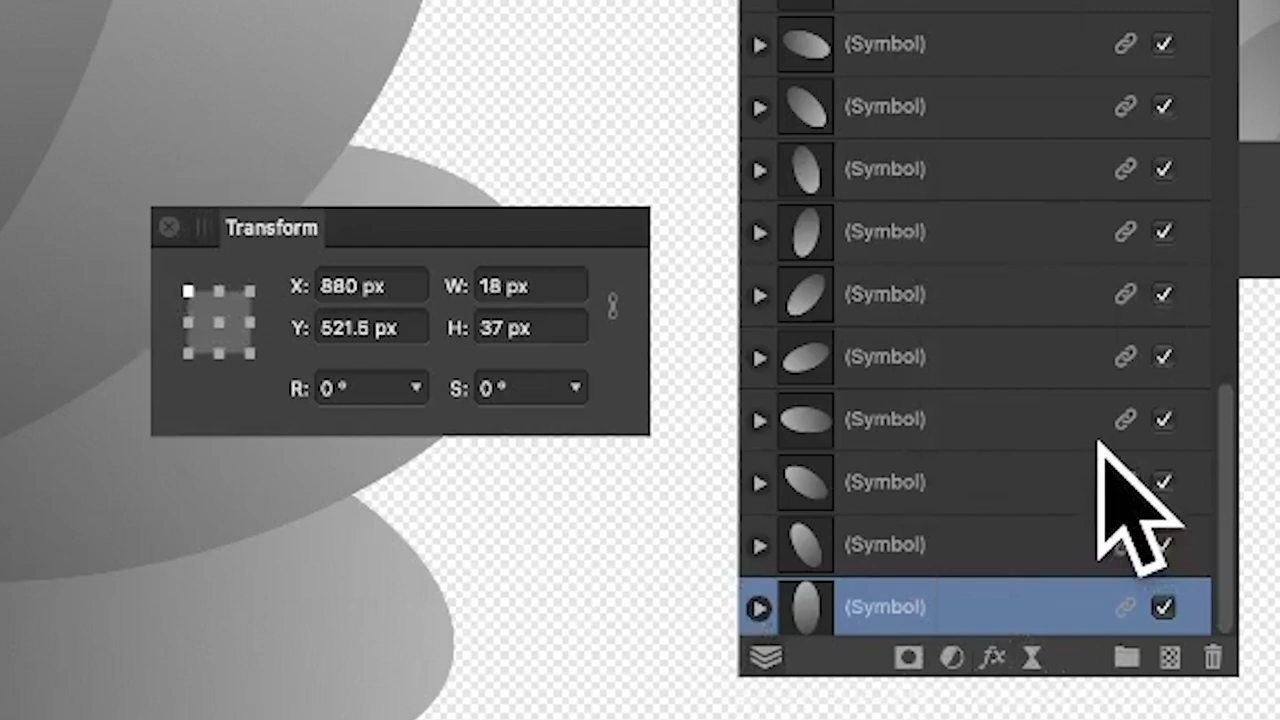 Transform
X: 880 px W: 18 px
Y: 521.5 px H: 37 px
R: 0° S: 0°
(Symbol)
(Symbol)
(Symbol)
(Symbol)
(Symbol)
(Symbol)
(Symbol)
(Symbol)
(Symbol)
(Symbol)
fx